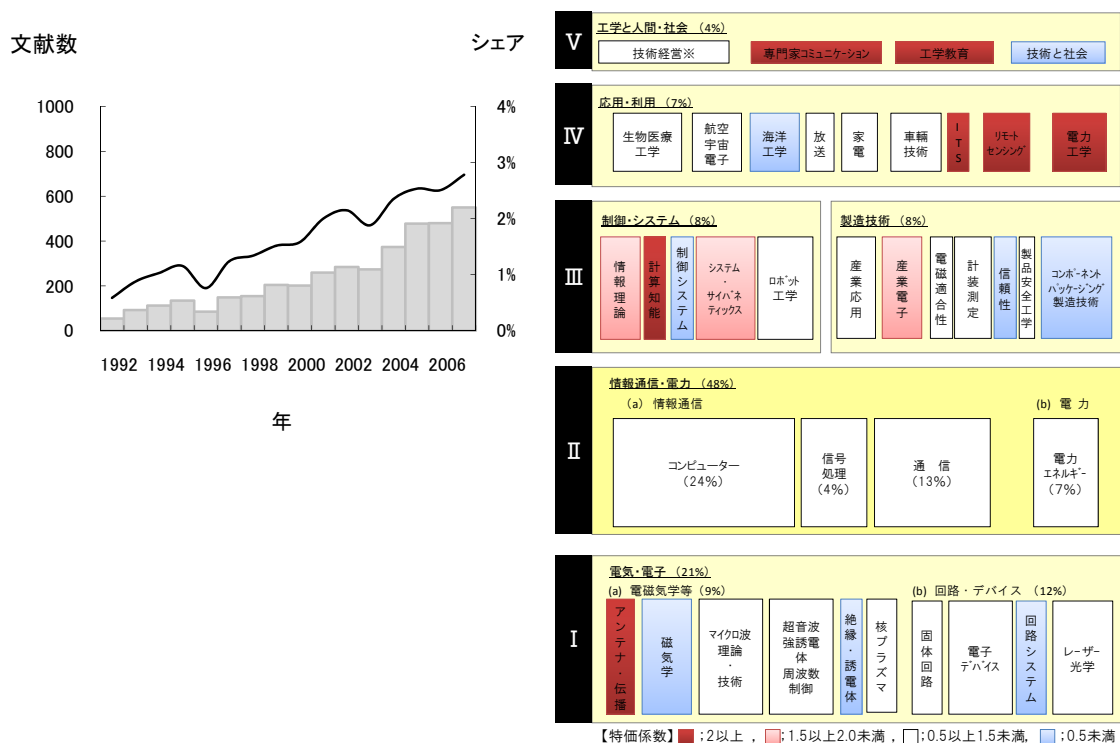 文献数
シェア
1000
800
600
400
200
0
4%
3%
2%
1%
0%
1992 1994 1996 1998 2000 2002 2004 2006
年
Ⅴ
工学と人間・社会 (4%)
技術経営※
専門家コミュニケーション
工学教育
技術と社会
Ⅳ
応用・利用 (7%)
生物医療
工学
航空
宇宙
電子
海洋
工学
放送
家電
車輛
技術
ITS
リモート
センシング
電力
工学
Ⅲ
制御・システム (8%)
情報理論
計算知能
制御システム
システム
・
サイバネ
ティックス
ロボット
工学
製造技術 (8%)
産業応用
産業電子
電磁適合性
計装測定
信頼性
製品安全工学
コンポーネント
パッケージング
製造技術
Ⅱ
情報通信・電力 (48%)
(a) 情報通信
コンピューター
(24%)
信号
処理
(4%)
通 信
(13%)
(b) 電 力
電力
エネルギー
(7%)
Ⅰ
電気・電子 (21%)
(a) 電磁気学等 (9%)
アンテナ・伝播
磁気学
マイクロ波
理論
・
技術
超音波
強誘電
体
周波数
制御
絶縁・誘電体
核プラズマ
(b) 回路・デバイス (12%)
固体回路
電子
デバイス
回路システム
レーザー
光学
【特価係数】 ;2以上 , ;1.5以上2.0未満, ;0.5以上1.5未満, ;0.5未満